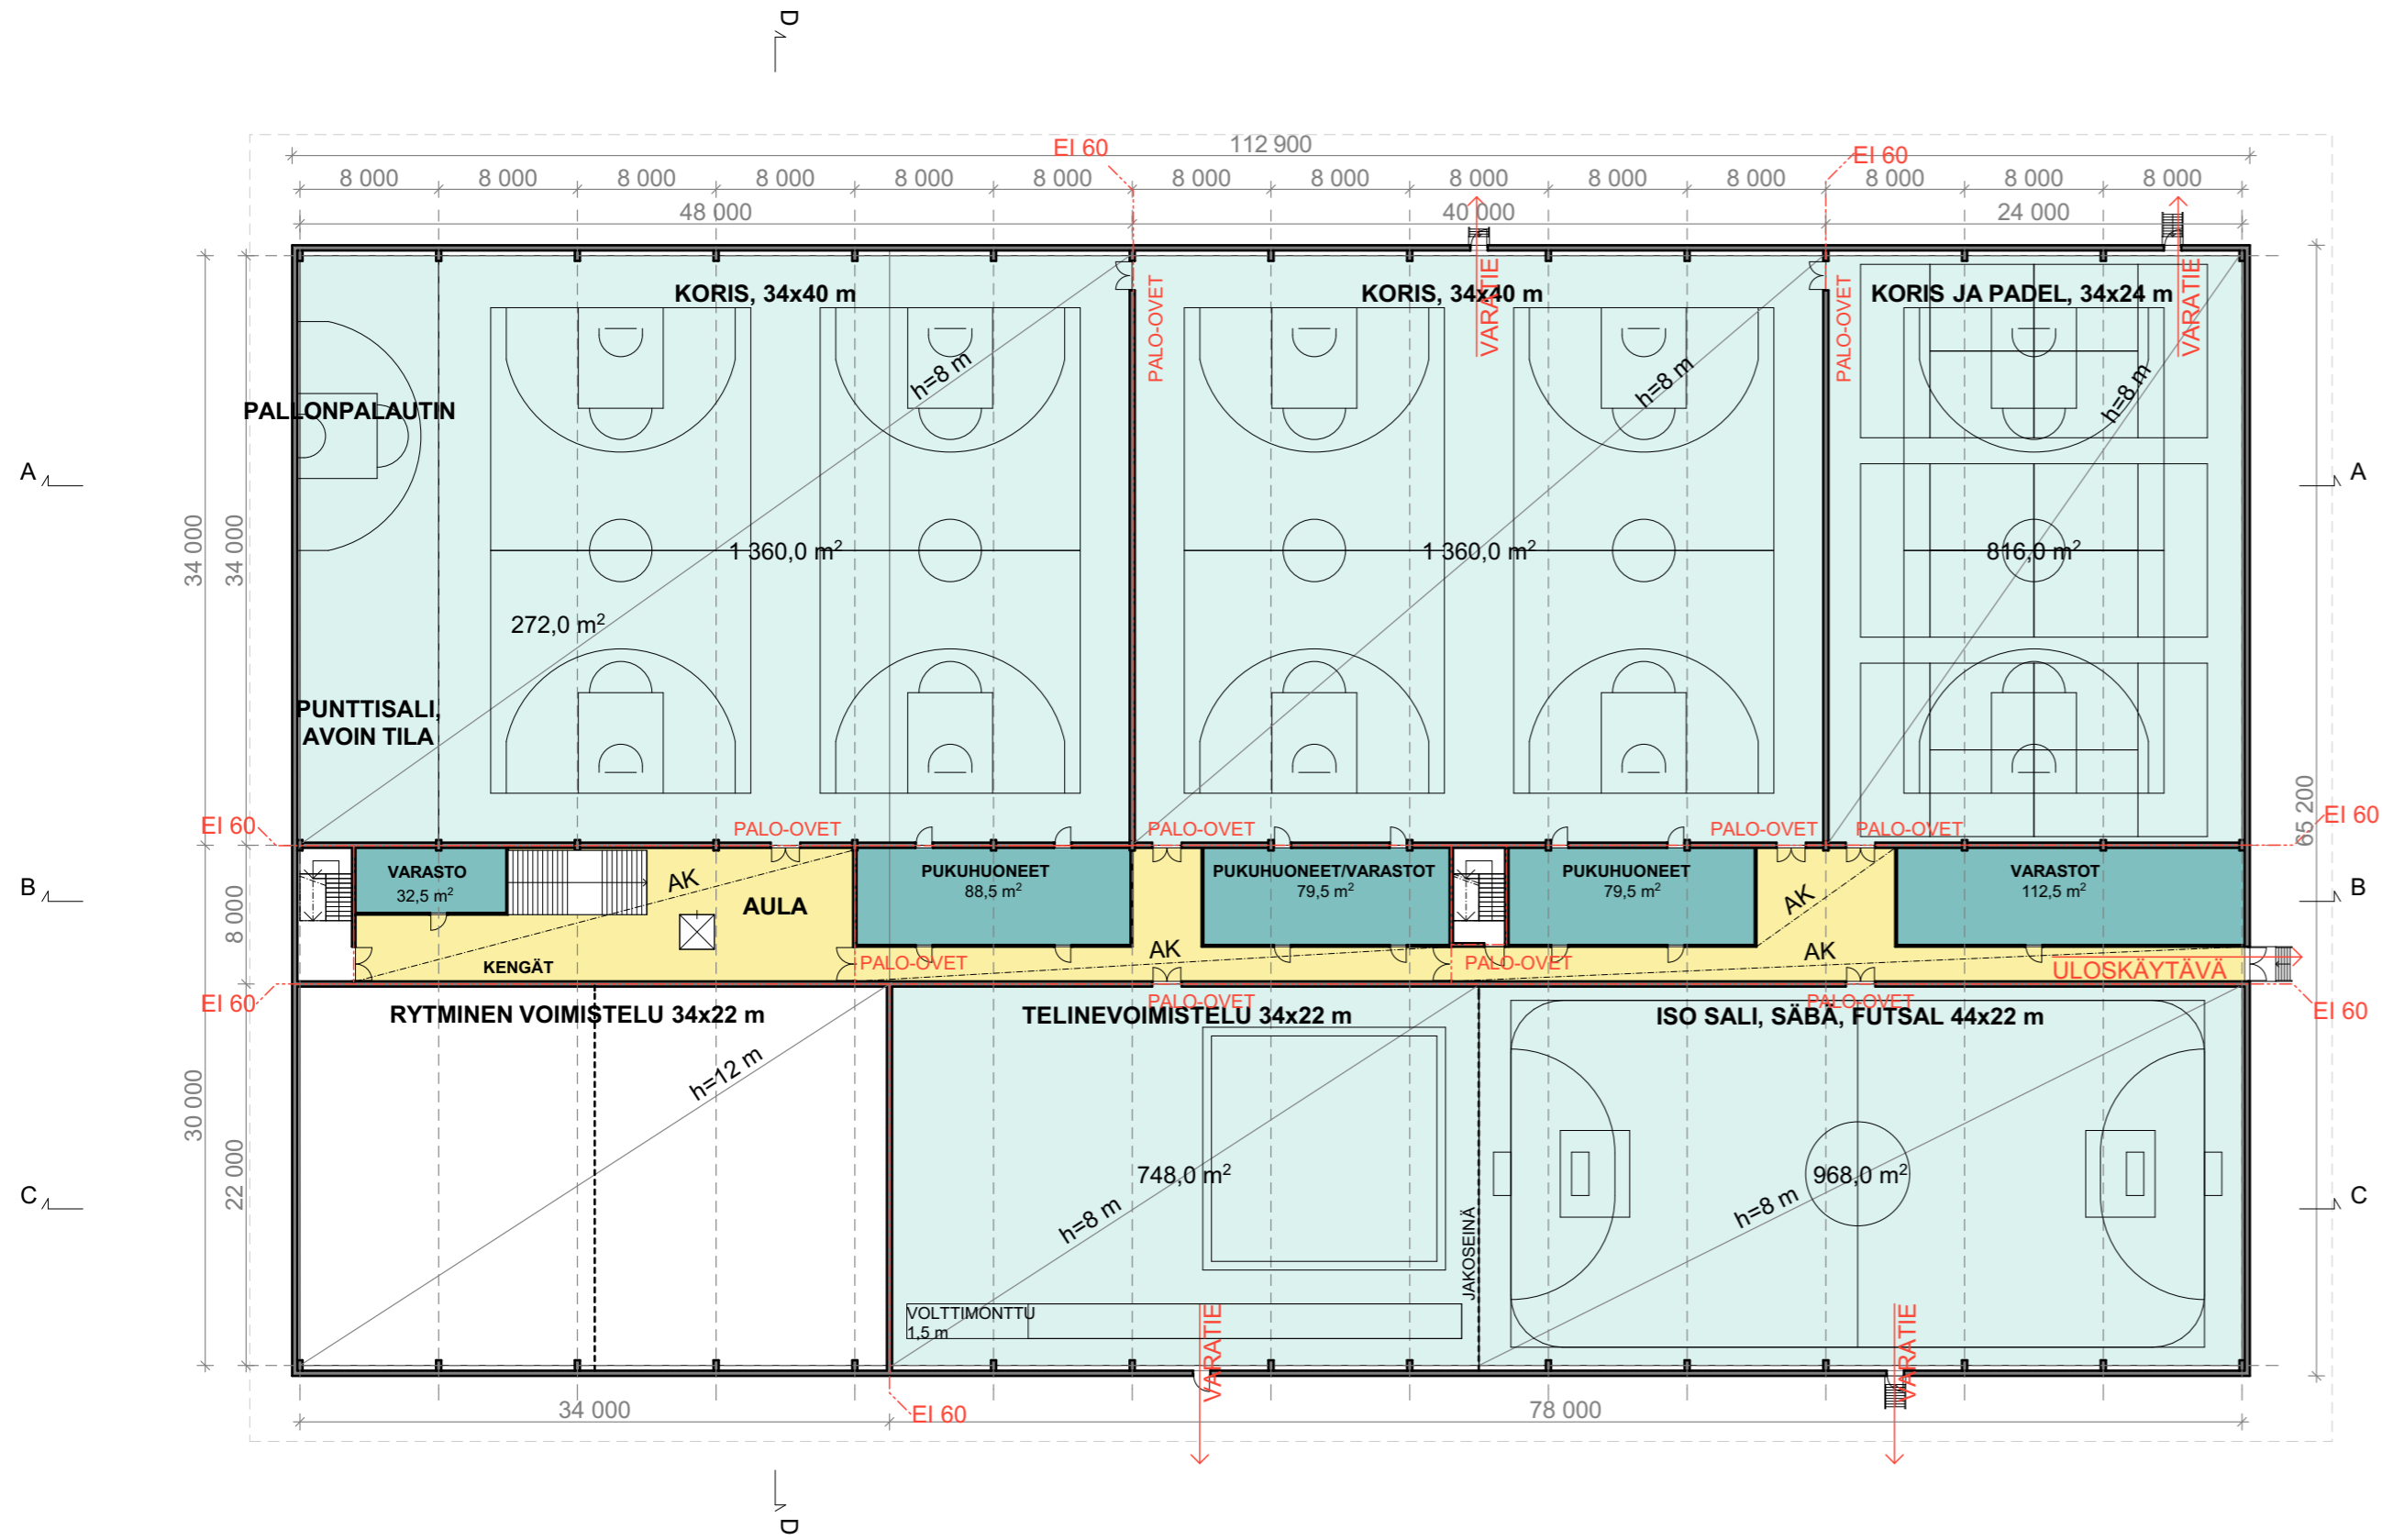 D
112 900
EI 60
EI 60
8 000
8 000
8 000
8 000
8 000
8 000
8 000
8 000
8 000
8 000
8 000
8 000
8 000
8 000
48 000
40 000
24 000
KORIS, 34x40 m
KORIS, 34x40 m
KORIS JA PADEL, 34x24 m
PALO-OVET
VARATIE
PALO-OVET
VARATIE
h=8 m
h=8 m
h=8 m
PALLONPALAUTIN
A
A
34 000
34 000
1 360,0 m²
1 360,0 m²
816,0 m²
272,0 m²
PUNTTISALI,
AVOIN TILA
65 200
EI 60
EI 60
PALO-OVET
PALO-OVET
PALO-OVET
PALO-OVET
B
B
8 000
VARASTO
32,5 m²
AK
AULA
KENGÄT
PUKUHUONEET
88,5 m²
PUKUHUONEET/VARASTOT
79,5 m²
PUKUHUONEET
79,5 m²
AK
VARASTOT
112,5 m²
AK
AK
PALO-OVET
PALO-OVET
ULOSKÄYTÄVÄ
EI 60
EI 60
PALO-OVET
PALO-OVET
RYTMINEN VOIMISTELU 34x22 m
TELINEVOIMISTELU 34x22 m
ISO SALI, SÄBÄ, FUTSAL 44x22 m
h=12 m
30 000
22 000
748,0 m²
968,0 m²
h=8 m
h=8 m
JAKOSEINÄ
C
C
VOLTTIMONTTU
1,5 m
VARATIE
VARATIE
34 000
EI 60
78 000
D